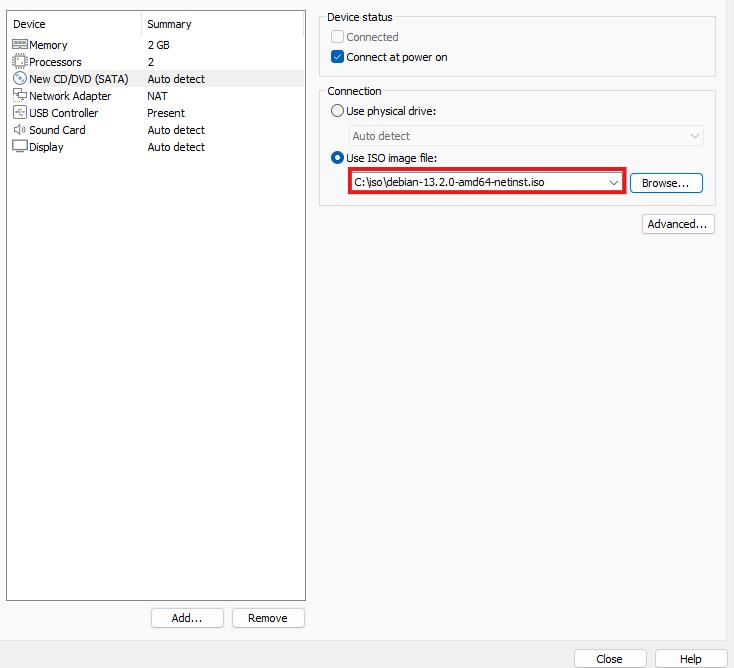 Device Summary
Memory 2 GB
Processors 2
New CD/DVD (SATA) Auto detect
Network Adapter NAT
USB Controller Present
Sound Card Auto detect
Display Auto detect
Add... Remove
Device status
Connected
Connect at power on
Connection
Use physical drive:
Auto detect
Use ISO image file:
C:\iso\debian-13.2.0-amd64-netinst.iso Browse...
Advanced...
Close Help